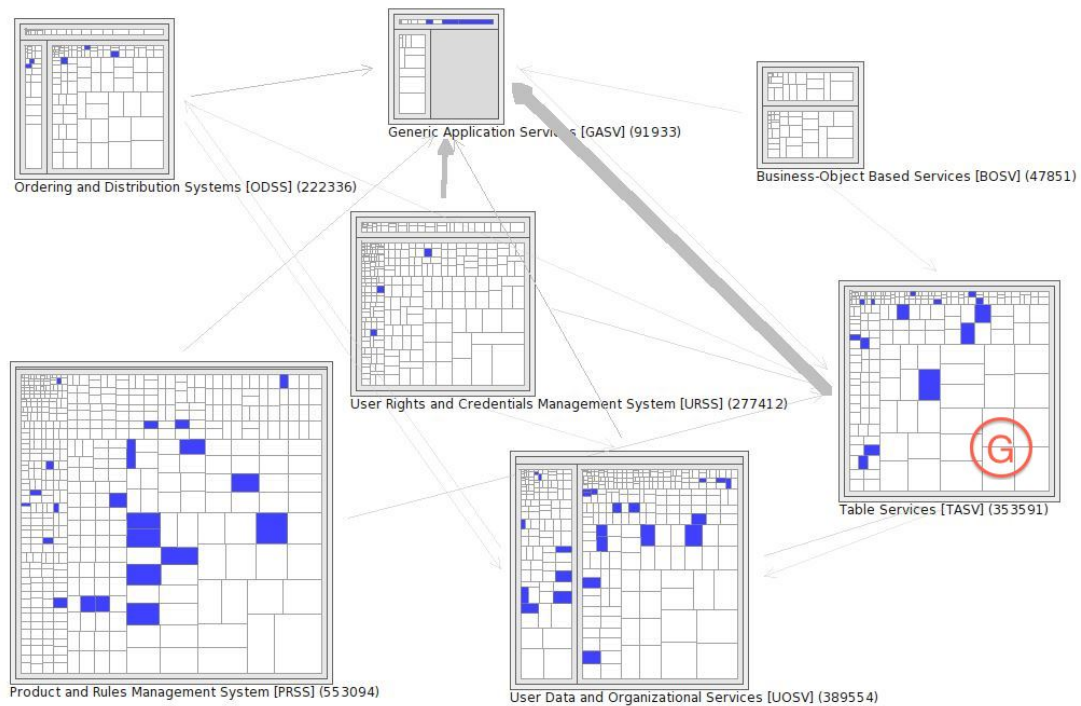 Generic Application Services [GASV] (91933)
Business-Object Based Services [BOSV] (47851)
Ordering and Distribution Systems [ODSS] (222336)
User Rights and Credentials Management System [URSS] (277412)
G
Table Services [TASV] (353591)
Product and Rules Management System [PRSS] (553094)
User Data and Organizational Services [UOSV] (389554)